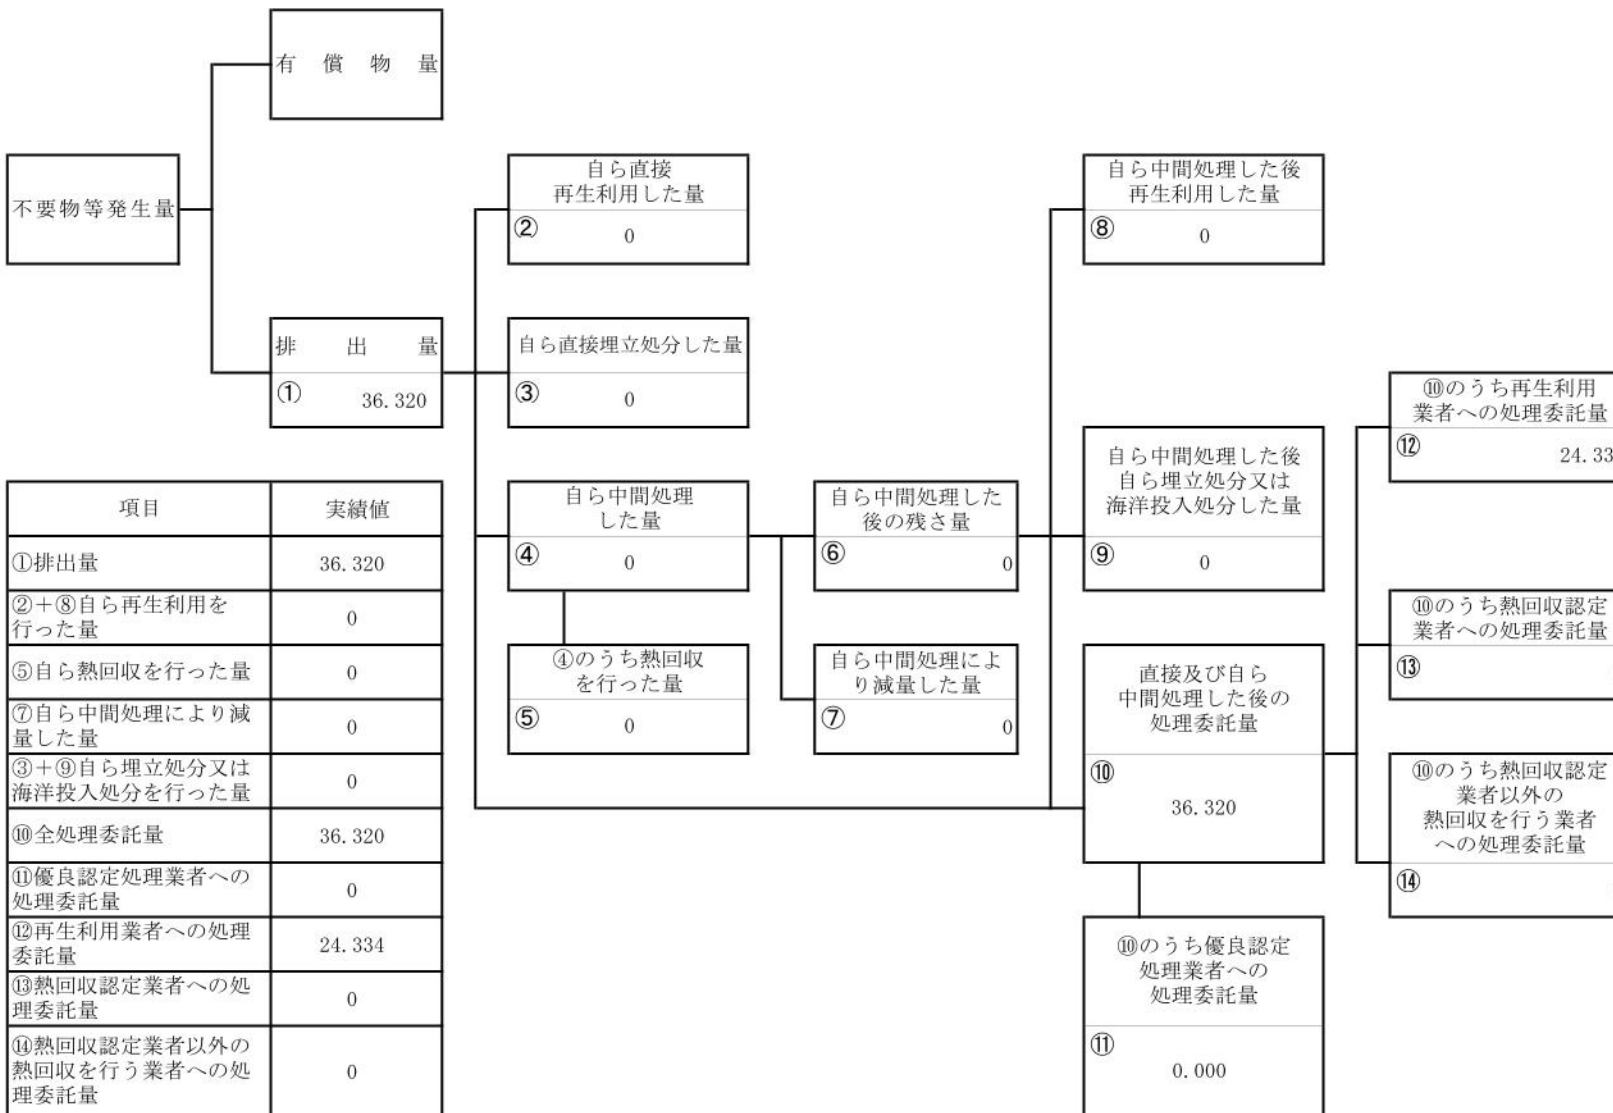 有償物量
不要物等発生量
排出量
① 36.320
自ら直接
再生利用した量
② 0
自ら直接埋立処分した量
③ 0
自ら中間処理
した量
④ 0
④のうち熱回収
を行った量
⑤ 0
自ら中間処理した
後の残さ量
⑥ 0
自ら中間処理によ
り減量した量
⑦ 0
自ら中間処理した後
再生利用した量
⑧ 0
自ら中間処理した後
自ら埋立処分又は
海洋投入処分した量
⑨ 0
直接及び自ら
中間処理した後の
処理委託量
⑩
36.320
⑩のうち優良認定
処理業者への
処理委託量
⑪
0.000
⑩のうち再生利用
業者への処理委託量
⑫ 24.33
⑩のうち熱回収認定
業者への処理委託量
⑬
⑩のうち熱回収認定
業者以外の
熱回収を行う業者
への処理委託量
⑭
項目 実績値
①排出量 36.320
②＋⑧自ら再生利用を
行った量 0
⑤自ら熱回収を行った量 0
⑦自ら中間処理により減
量した量 0
③＋⑨自ら埋立処分又は
海洋投入処分を行った量 0
⑩全処理委託量 36.320
⑪優良認定処理業者への
処理委託量 0
⑫再生利用業者への処理
委託量 24.334
⑬熱回収認定業者への処
理委託量 0
⑭熱回収認定業者以外の
熱回収を行う業者への処
理委託量 0